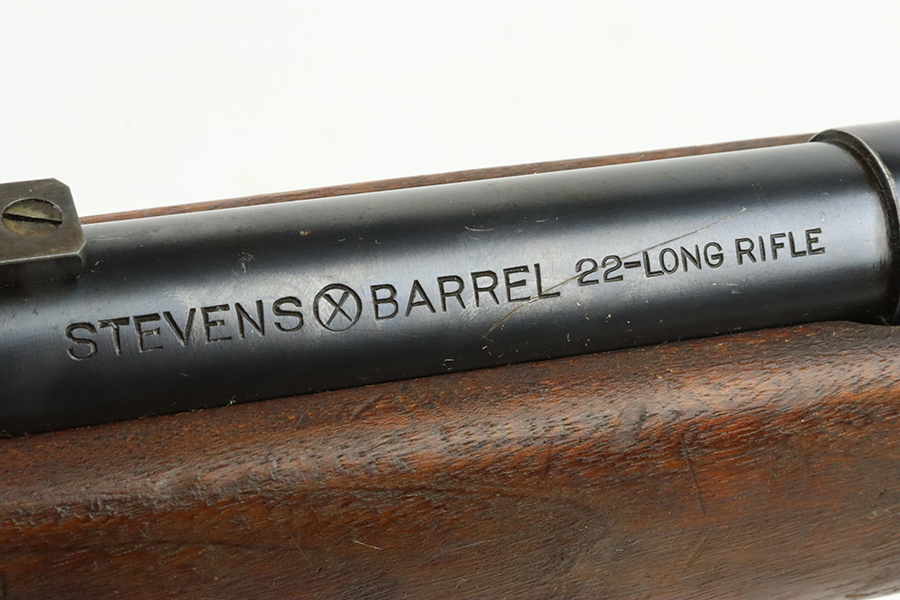 STEVENS Ⓧ BARREL 22-LONG RIFLE